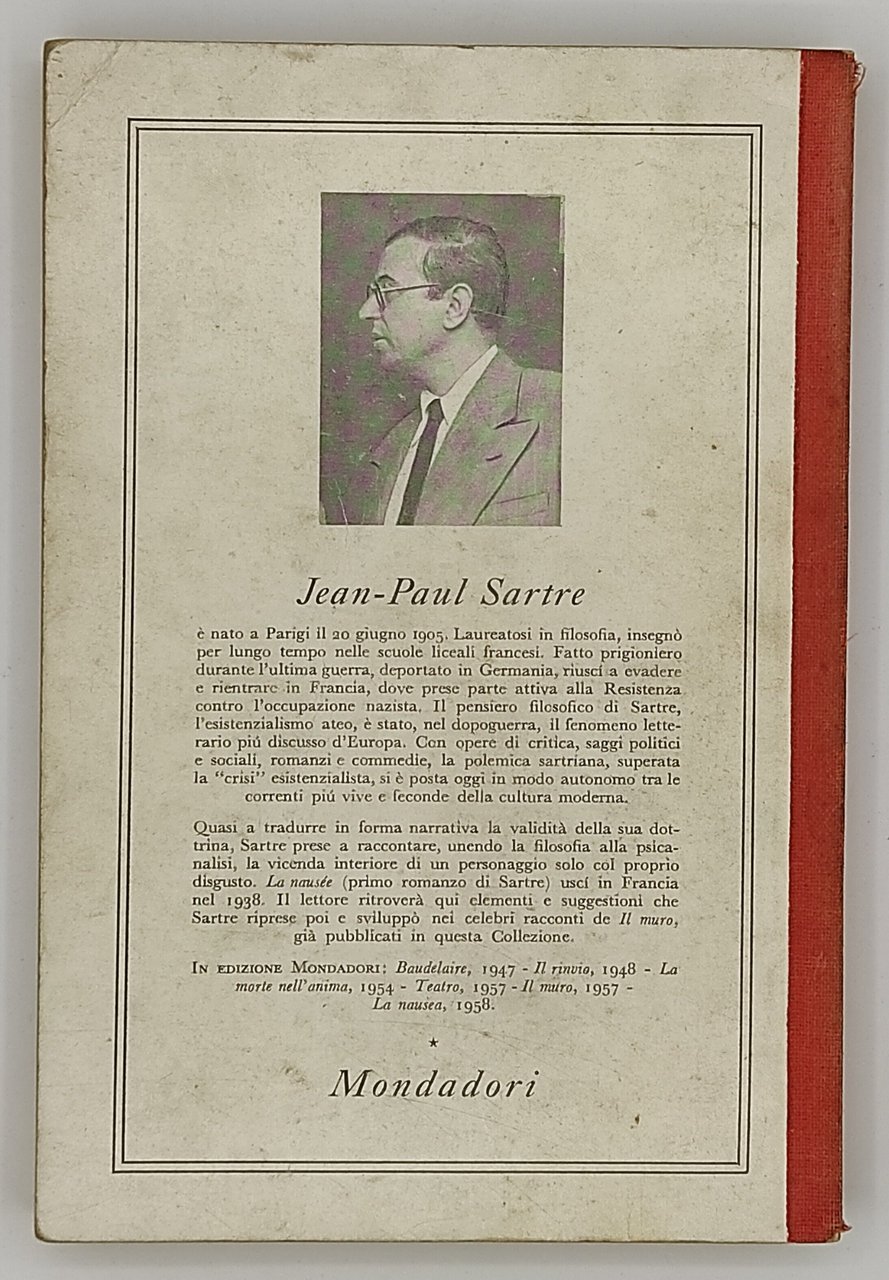 Jean-Paul Sartre
è nato a Parigi il 20 giugno 1905. Laureatosi in filosofia, insegnò
per lungo tempo nelle scuole liceali francesi. Fatto prigioniero
durante l'ultima guerra, deportato in Germania, riuscí a evadere
e rientrare in Francia, dove prese parte attiva alla Resistenza
contro l'occupazione nazista. Il pensiero filosofico di Sartre,
l'esistenzialismo ateo, è stato, nel dopoguerra, il fenomeno lette-
rario piú discusso d'Europa. Con opere di critica, saggi politici
e sociali, romanzi e commedie, la polemica sartriana, superata
la "crisi" esistenzialista, si è posta oggi in modo autonomo tra le
correnti piú vive e feconde della cultura moderna.
Quasi a tradurre in forma narrativa la validità della sua dot-
trina, Sartre prese a raccontare, unendo la filosofia alla psica-
nalisi, la vicenda interiore di un personaggio solo col proprio
disgusto. La nausée (primo romanzo di Sartre) uscí in Francia
nel 1938. Il lettore ritroverà qui elementi e suggestioni che
Sartre riprese poi e sviluppò nei celebri racconti de Il muro,
già pubblicati in questa Collezione.
IN EDIZIONE MONDADORI: Baudelaire, 1947 - Il rinvio, 1948 - La
morte nell'anima, 1954 - Teatro, 1957 - Il muro, 1957 -
La nausea, 1958.
★
Mondadori